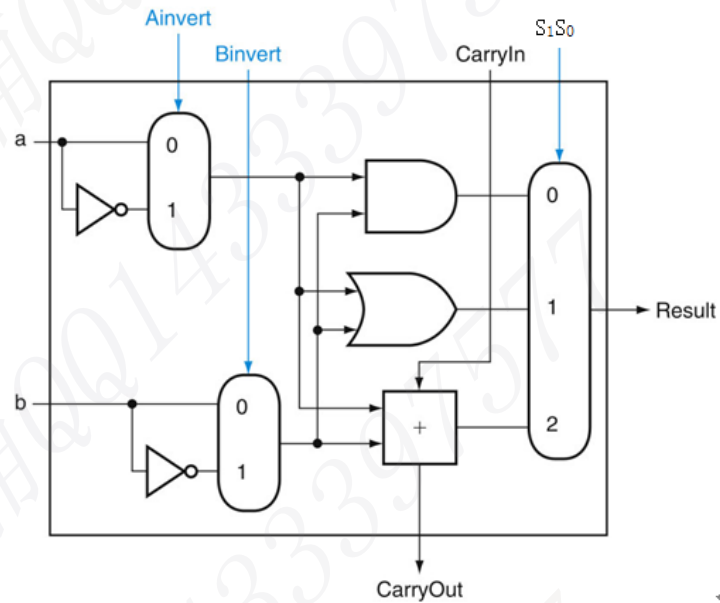 Ainvert
Binvert
CarryIn
S₁S₀
a
0
1
b
0
1
+
0
1
2
Result
CarryOut